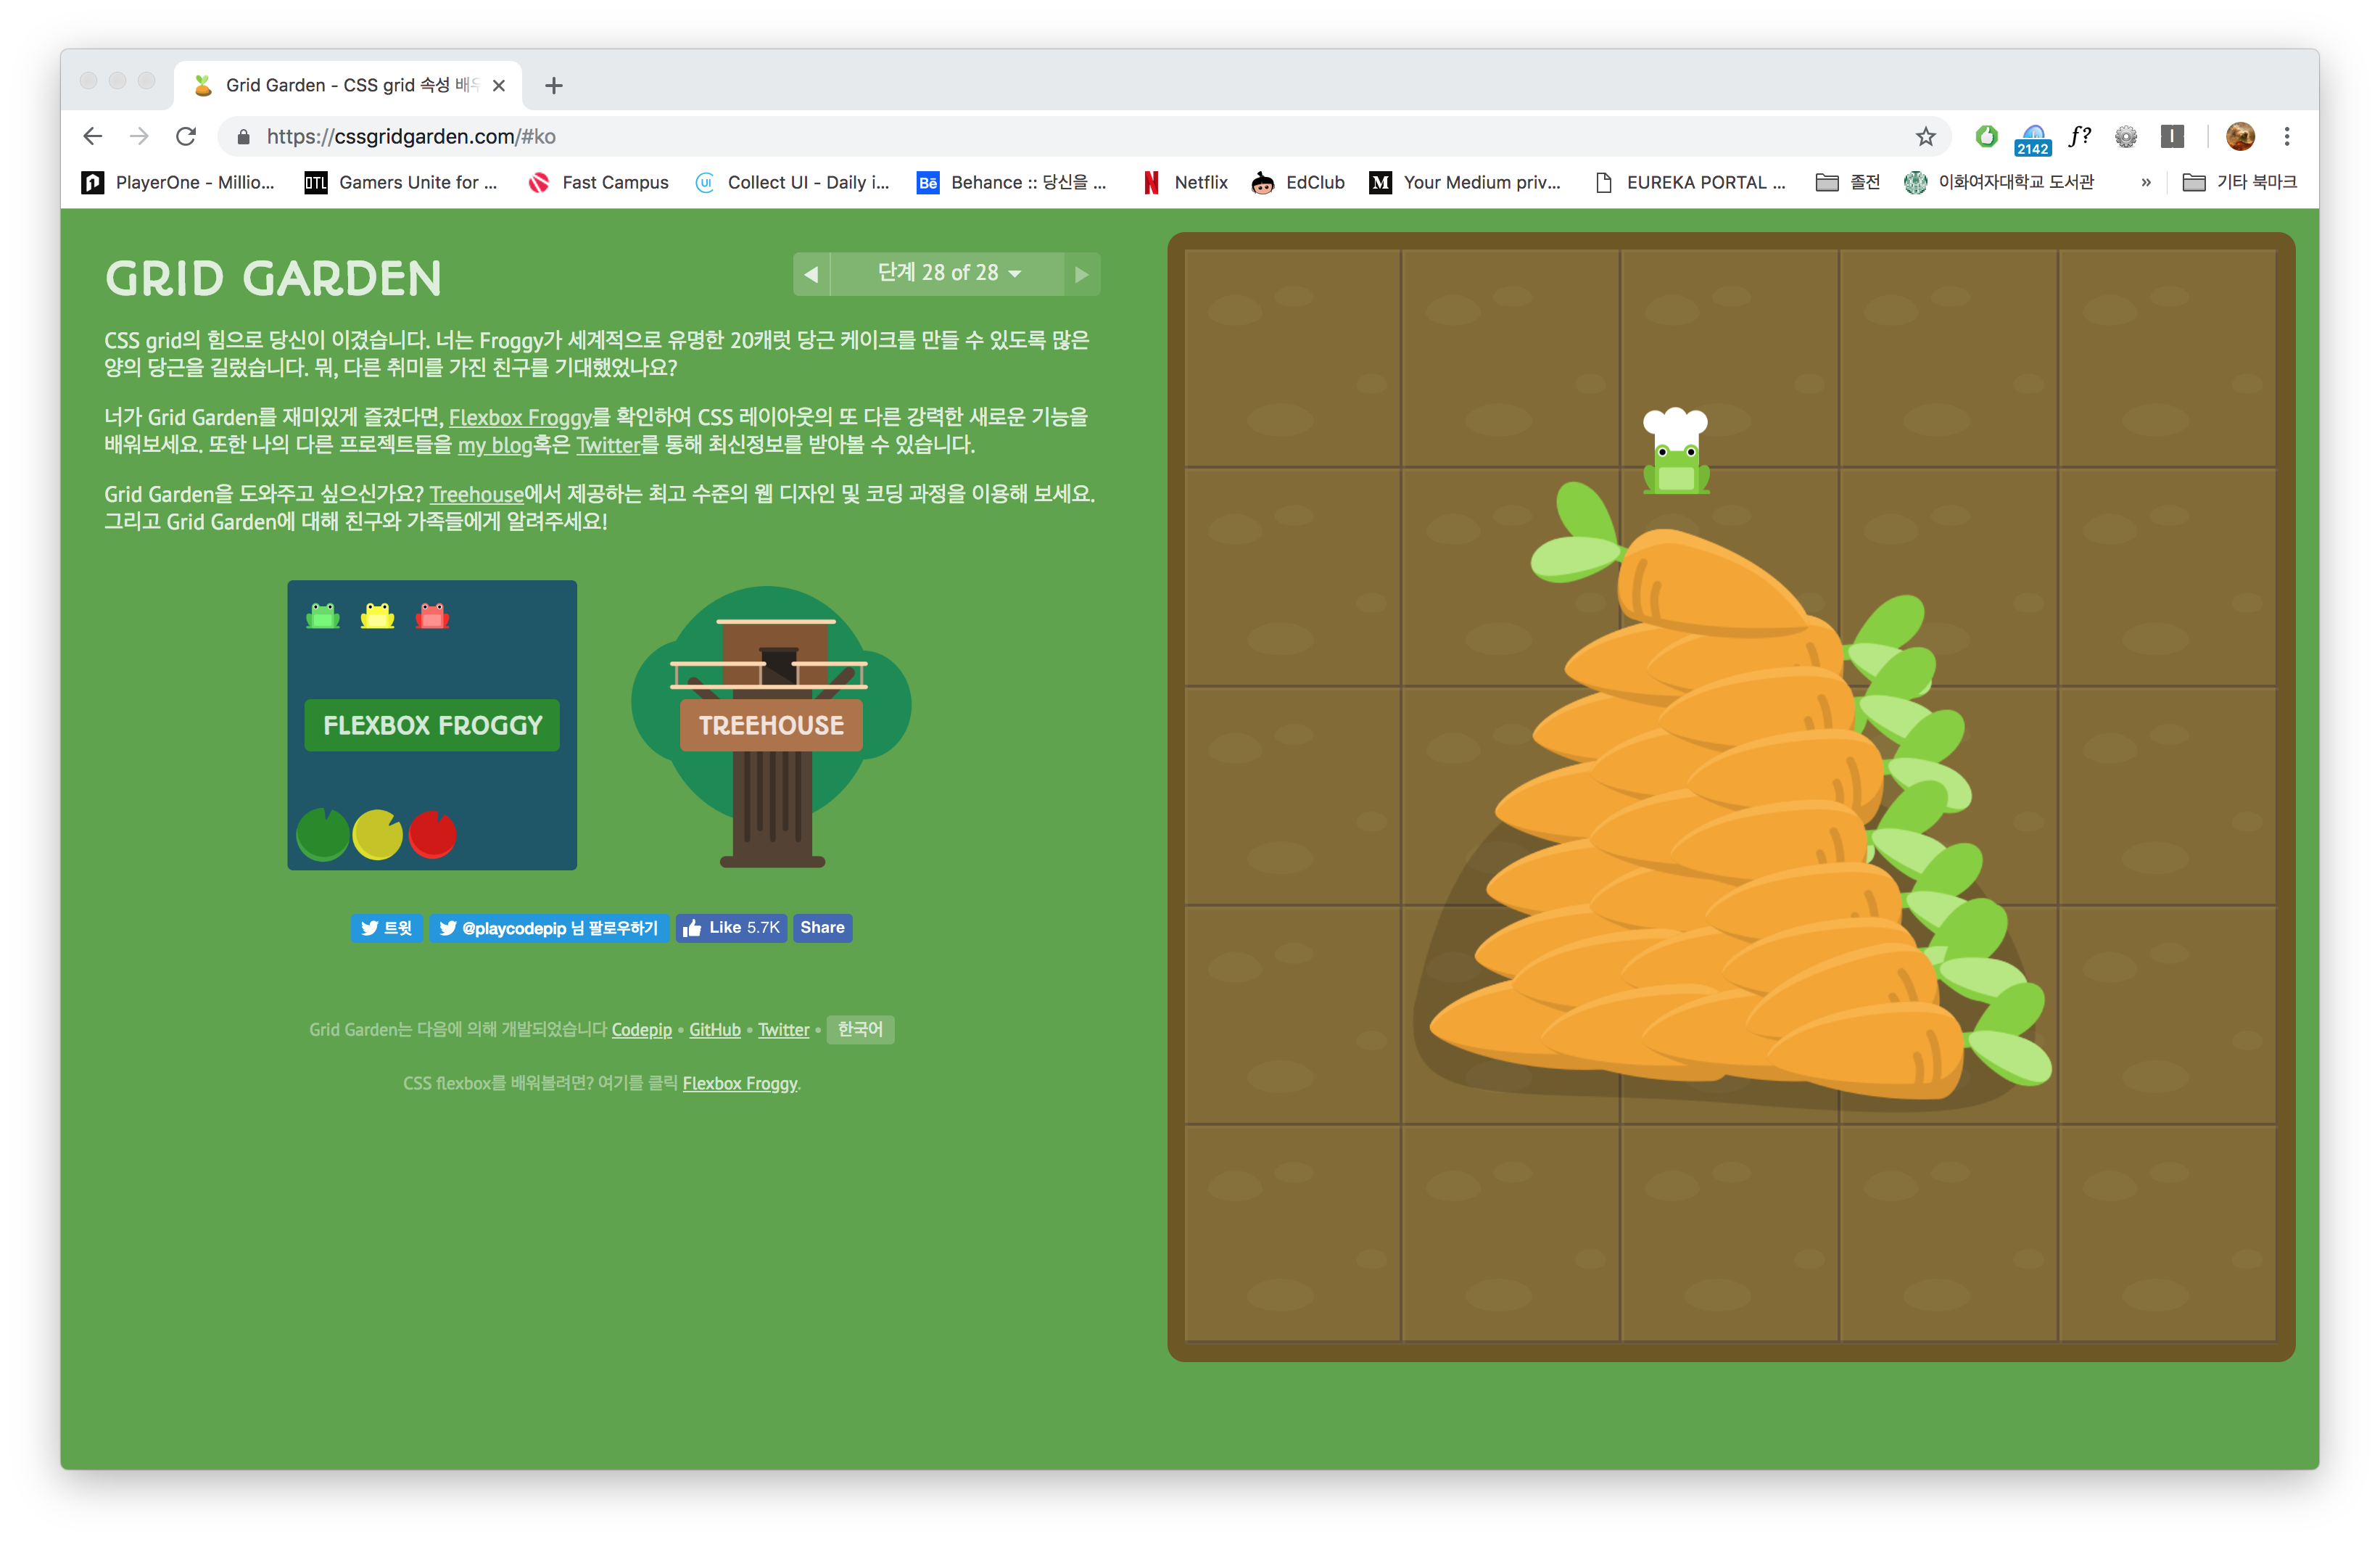 Grid Garden - CSS grid 속성 배우
https://cssgridgarden.com/#ko
2142
f?
PlayerOne - Millio...
OTL
Gamers Unite for ...
Fast Campus
UI
Collect UI - Daily i...
Bē
Behance :: 당신을 ...
N
Netflix
EdClub
M
Your Medium priv...
EUREKA PORTAL ...
졸전
이화여자대학교 도서관
»
기타 북마크
GRID GARDEN
단계 28 of 28
CSS grid의 힘으로 당신이 이겼습니다. 너는 Froggy가 세계적으로 유명한 20캐럿 당근 케이크를 만들 수 있도록 많은
양의 당근을 길렀습니다. 뭐, 다른 취미를 가진 친구를 기대했었나요?
너가 Grid Garden를 재미있게 즐겼다면, Flexbox Froggy를 확인하여 CSS 레이아웃의 또 다른 강력한 새로운 기능을
배워보세요. 또한 나의 다른 프로젝트들을 my blog혹은 Twitter를 통해 최신정보를 받아볼 수 있습니다.
Grid Garden을 도와주고 싶으신가요? Treehouse에서 제공하는 최고 수준의 웹 디자인 및 코딩 과정을 이용해 보세요.
그리고 Grid Garden에 대해 친구와 가족들에게 알려주세요!
FLEXBOX FROGGY
TREEHOUSE
트윗
@playcodepip 님 팔로우하기
Like 5.7K
Share
Grid Garden는 다음에 의해 개발되었습니다 Codepip • GitHub • Twitter • 한국어
CSS flexbox를 배워볼려면? 여기를 클릭 Flexbox Froggy.